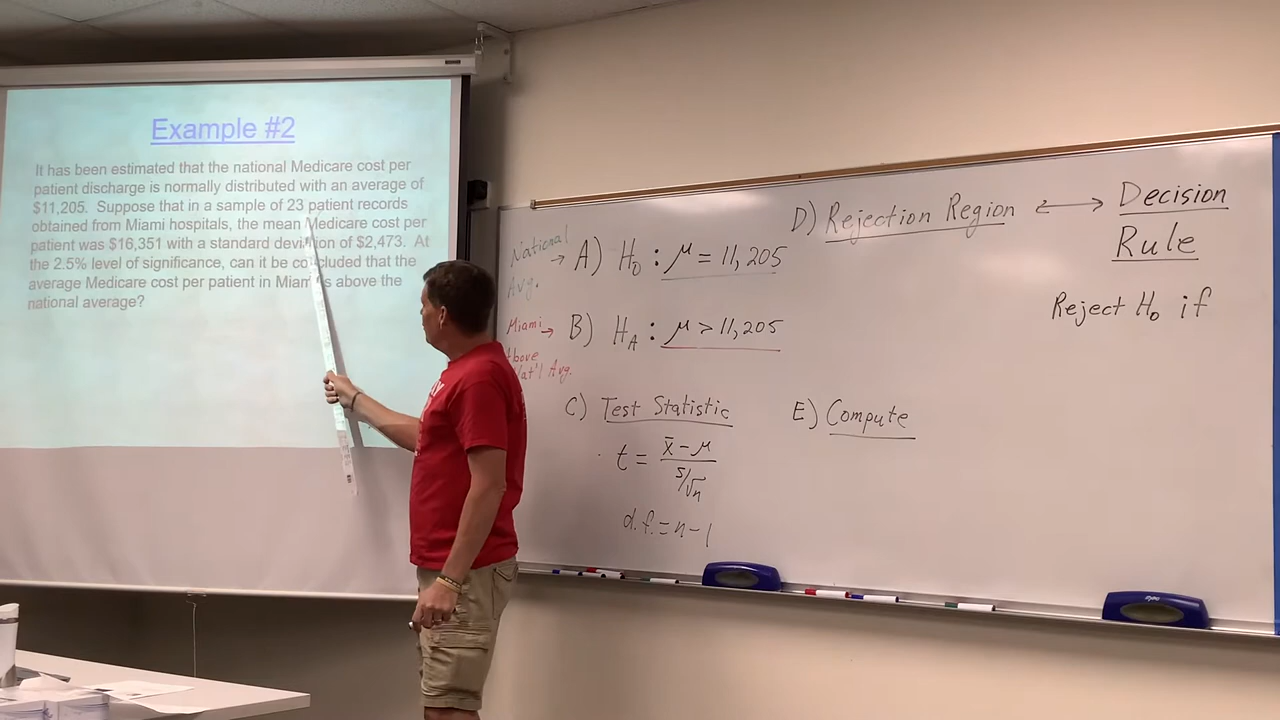 Example #2
It has been estimated that the national Medicare cost per
patient discharge is normally distributed with an average of
$11,205. Suppose that in a sample of 23 patient records
obtained from Miami hospitals, the mean Medicare cost per
patient was $16,351 with a standard deviation of $2,473. At
the 2.5% level of significance, can it be concluded that the
average Medicare cost per patient in Miami is above the
national average?
National
Avg.
→ A) H₀ : μ = 11,205
Miami →
Above
Nat'l Avg.
B) H_A : μ > 11,205
C) Test Statistic
t = (x̄ - μ) / (s/√n)
d.f. = n - 1
D) Rejection Region ↔ Decision
Rule
Reject H₀ if
E) Compute
EXPO